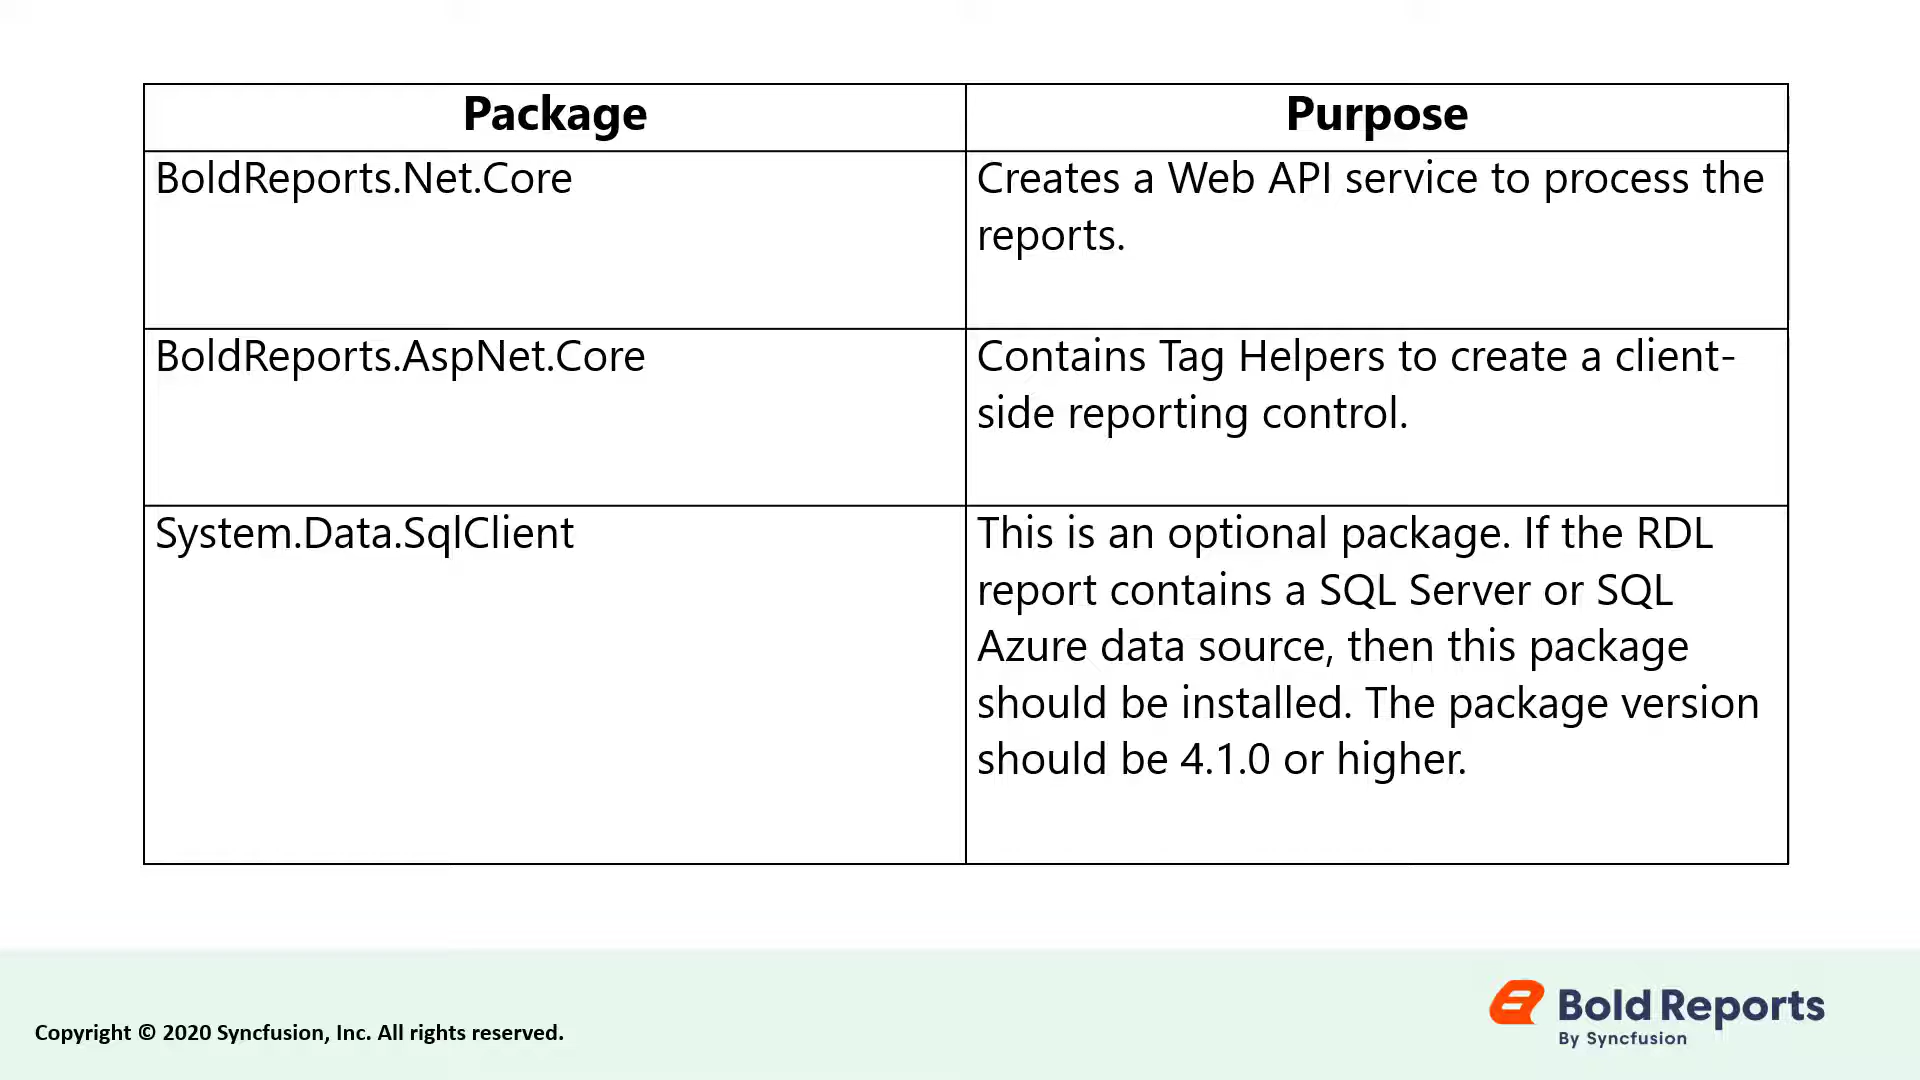 Package
Purpose
BoldReports.Net.Core
Creates a Web API service to process the
reports.
BoldReports.AspNet.Core
Contains Tag Helpers to create a client-
side reporting control.
System.Data.SqlClient
This is an optional package. If the RDL
report contains a SQL Server or SQL
Azure data source, then this package
should be installed. The package version
should be 4.1.0 or higher.
Copyright © 2020 Syncfusion, Inc. All rights reserved.
Bold Reports
By Syncfusion